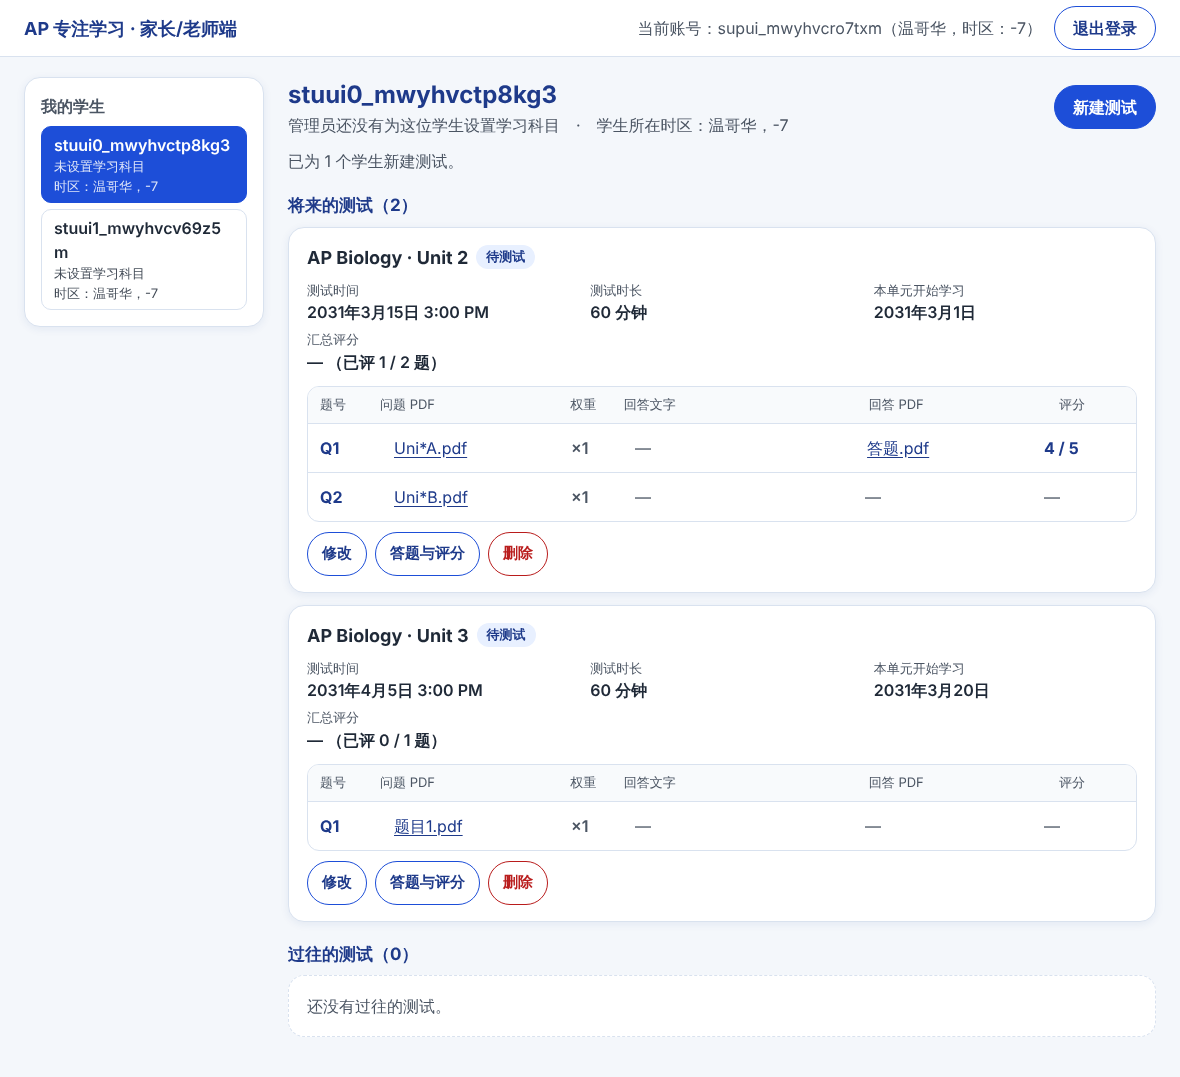 AP 专注学习 · 家长/老师端
当前账号：supui_mwyhvcro7txm（温哥华，时区：-7）
退出登录
我的学生
stuui0_mwyhvctp8kg3
未设置学习科目
时区：温哥华，-7
stuui1_mwyhvcv69z5
m
未设置学习科目
时区：温哥华，-7
stuui0_mwyhvctp8kg3
管理员还没有为这位学生设置学习科目 · 学生所在时区：温哥华，-7
新建测试
已为 1 个学生新建测试。
将来的测试（2）
AP Biology · Unit 2 待测试
测试时间 测试时长 本单元开始学习
2031年3月15日 3:00 PM 60 分钟 2031年3月1日
汇总评分
— （已评 1 / 2 题）
题号 问题 PDF 权重 回答文字 回答 PDF 评分
Q1 Uni*A.pdf ×1 — 答题.pdf 4 / 5
Q2 Uni*B.pdf ×1 — — —
修改 答题与评分 删除
AP Biology · Unit 3 待测试
测试时间 测试时长 本单元开始学习
2031年4月5日 3:00 PM 60 分钟 2031年3月20日
汇总评分
— （已评 0 / 1 题）
题号 问题 PDF 权重 回答文字 回答 PDF 评分
Q1 题目1.pdf ×1 — — —
修改 答题与评分 删除
过往的测试（0）
还没有过往的测试。